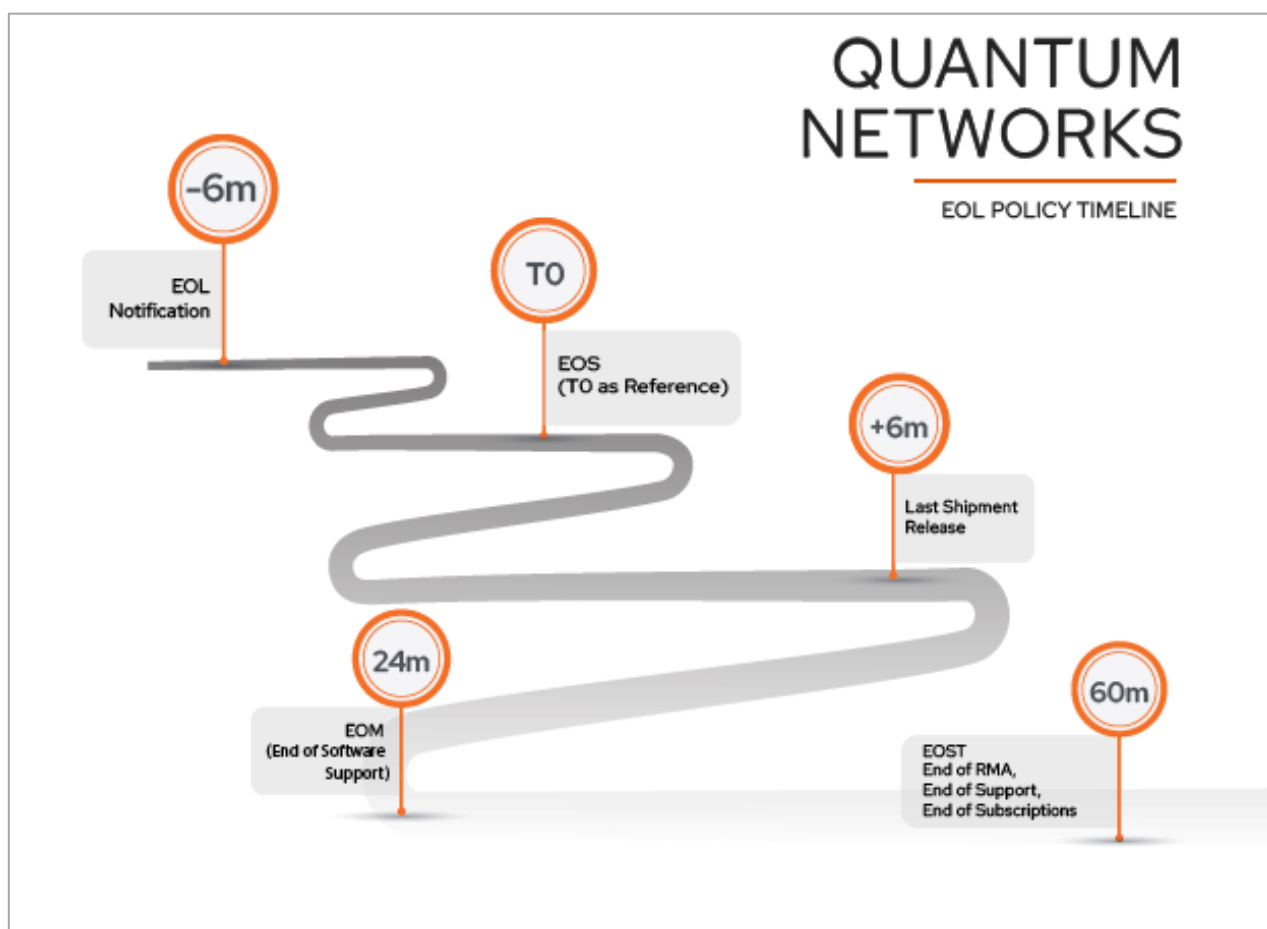 QUANTUM
NETWORKS
EOL POLICY TIMELINE
-6m
EOL
Notification
T0
EOS
(T0 as Reference)
+6m
Last Shipment
Release
24m
EOM
(End of Software
Support)
60m
EOST
End of RMA,
End of Support,
End of Subscriptions